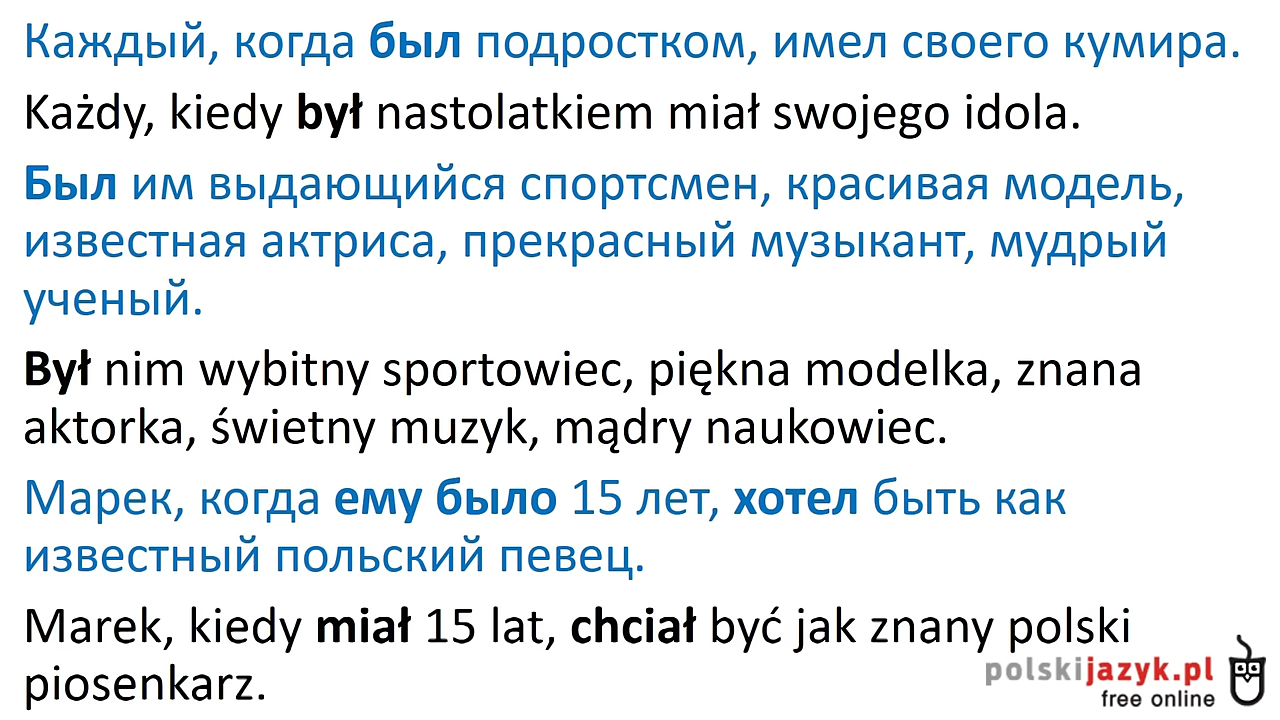 Каждый, когда был подростком, имел своего кумира.
Każdy, kiedy był nastolatkiem miał swojego idola.
Был им выдающийся спортсмен, красивая модель,
известная актриса, прекрасный музыкант, мудрый
ученый.
Był nim wybitny sportowiec, piękna modelka, znana
aktorka, świetny muzyk, mądry naukowiec.
Марек, когда ему было 15 лет, хотел быть как
известный польский певец.
Marek, kiedy miał 15 lat, chciał być jak znany polski
piosenkarz.
polskijazyk.pl
free online